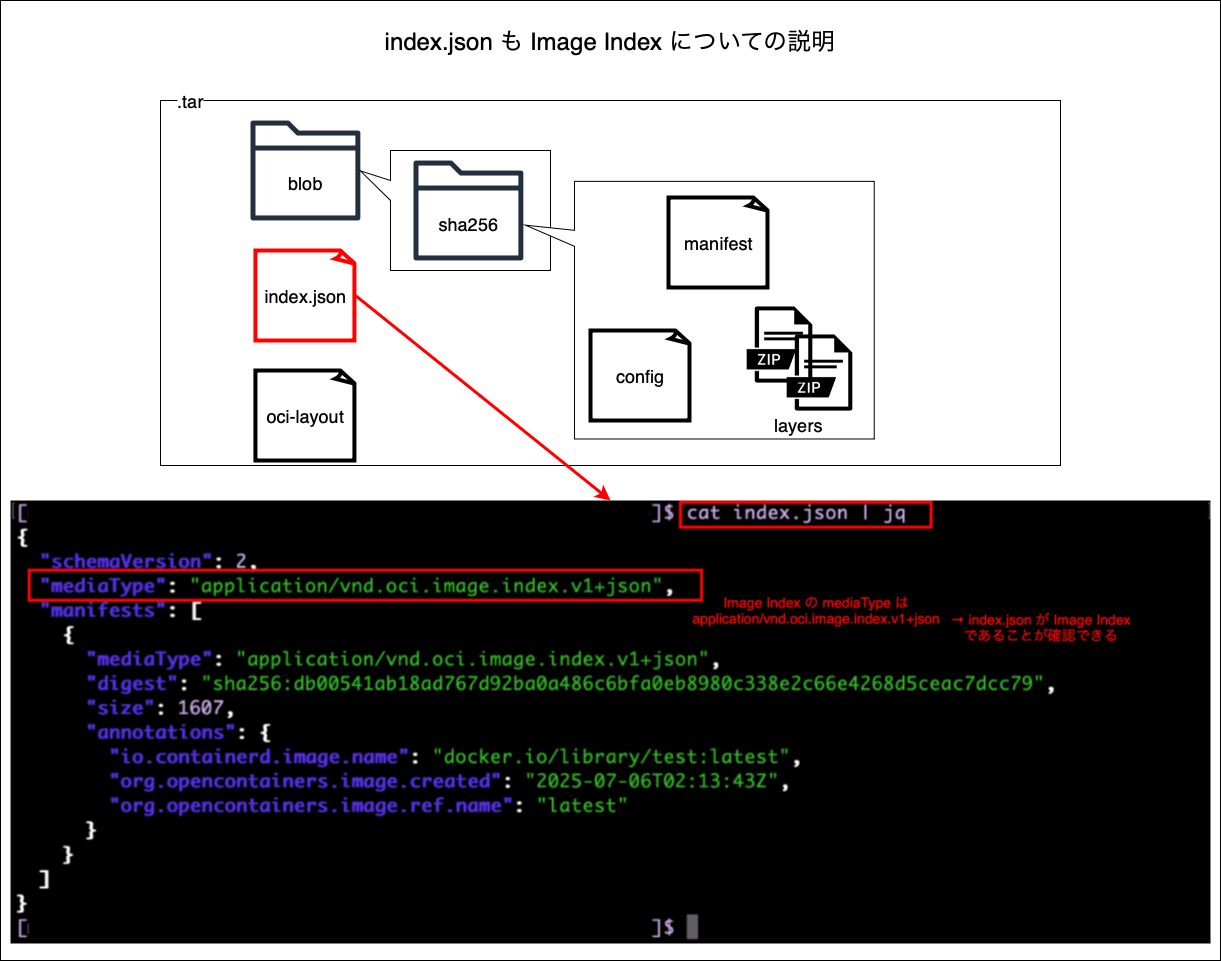 index.json も Image Index についての説明
.tar
blob
sha256
manifest
index.json
config
ZIP
ZIP
layers
oci-layout
[ ]$ cat index.json | jq
{
"schemaVersion": 2,
"mediaType": "application/vnd.oci.image.index.v1+json",
"manifests": [
Image Index の mediaType は
application/vnd.oci.image.index.v1+json → index.json が Image Index
であることが確認できる
{
"mediaType": "application/vnd.oci.image.index.v1+json",
"digest": "sha256:db00541ab18ad767d92ba0a486c6bfa0eb8980c338e2c66e4268d5ceac7dcc79",
"size": 1607,
"annotations": {
"io.containerd.image.name": "docker.io/library/test:latest",
"org.opencontainers.image.created": "2025-07-06T02:13:43Z",
"org.opencontainers.image.ref.name": "latest"
}
}
]
}
[ ]$